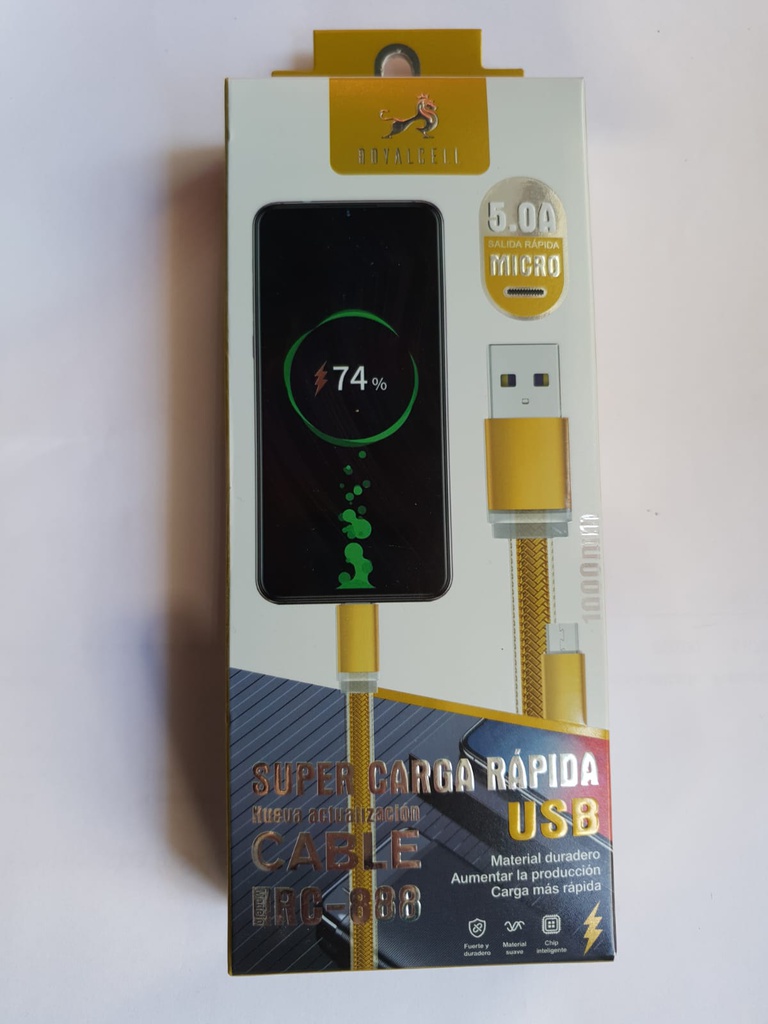 ROYALCELL
5.0A
SALIDA RÁPIDA
MICRO
74%
1000mm
SUPER CARGA RÁPIDA
Nueva actualización
USB
CABLE
Material duradero
Aumentar la producción
Carga más rápida
Modelo
RC-888
Fuerte y
duradero
Material
suave
Chip
inteligente